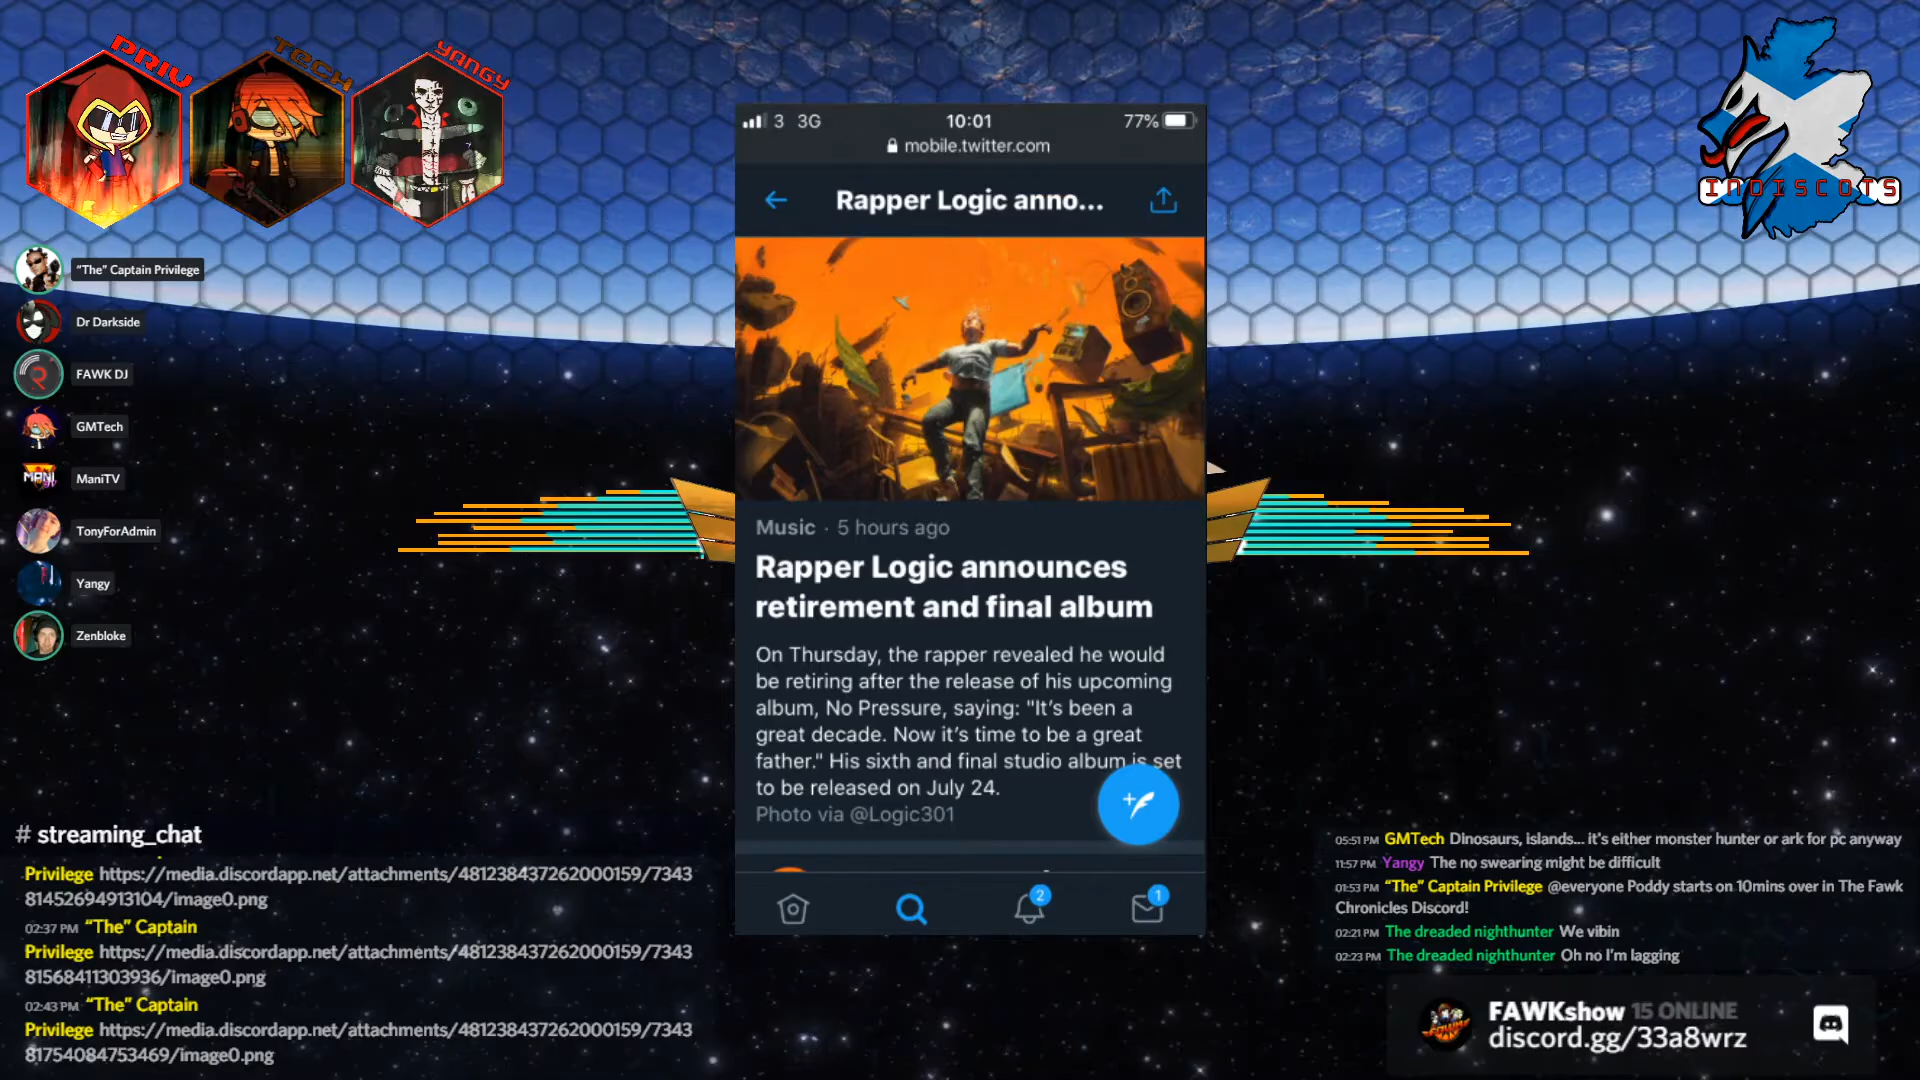 PRIV
TECH
YANGY
INDISCOTS
"The" Captain Privilege
Dr Darkside
FAWK DJ
GMTech
MANI
ManiTV
TonyForAdmin
Yangy
Zenbloke
3 3G
10:01
77%
mobile.twitter.com
Rapper Logic anno...
Music · 5 hours ago
Rapper Logic announces
retirement and final album
On Thursday, the rapper revealed he would
be retiring after the release of his upcoming
album, No Pressure, saying: "It's been a
great decade. Now it's time to be a great
father." His sixth and final studio album is set
to be released on July 24.
Photo via @Logic301
2
1
# streaming_chat
Privilege https://media.discordapp.net/attachments/481238437262000159/7343
81452694913104/image0.png
02:37 PM "The" Captain
Privilege https://media.discordapp.net/attachments/481238437262000159/7343
81568411303936/image0.png
02:43 PM "The" Captain
Privilege https://media.discordapp.net/attachments/481238437262000159/7343
81754084753469/image0.png
05:51 PM GMTech Dinosaurs, islands... it's either monster hunter or ark for pc anyway
11:57 PM Yangy The no swearing might be difficult
01:53 PM "The" Captain Privilege @everyone Poddy starts on 10mins over in The Fawk
Chronicles Discord!
02:21 PM The dreaded nighthunter We vibin
02:23 PM The dreaded nighthunter Oh no I'm lagging
FAWKshow 15 ONLINE
discord.gg/33a8wrz